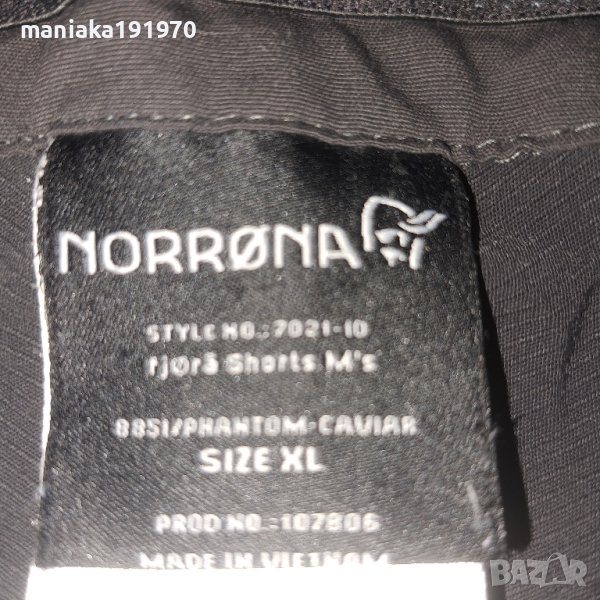 maniaka191970
NORRØNA
STYLE NO.:7021-10
fjørå Shorts M's
8851/PHANTOM-CAVIAR
SIZE XL
PROD NO.:107806
MADE IN VIETNAM
BAZAR